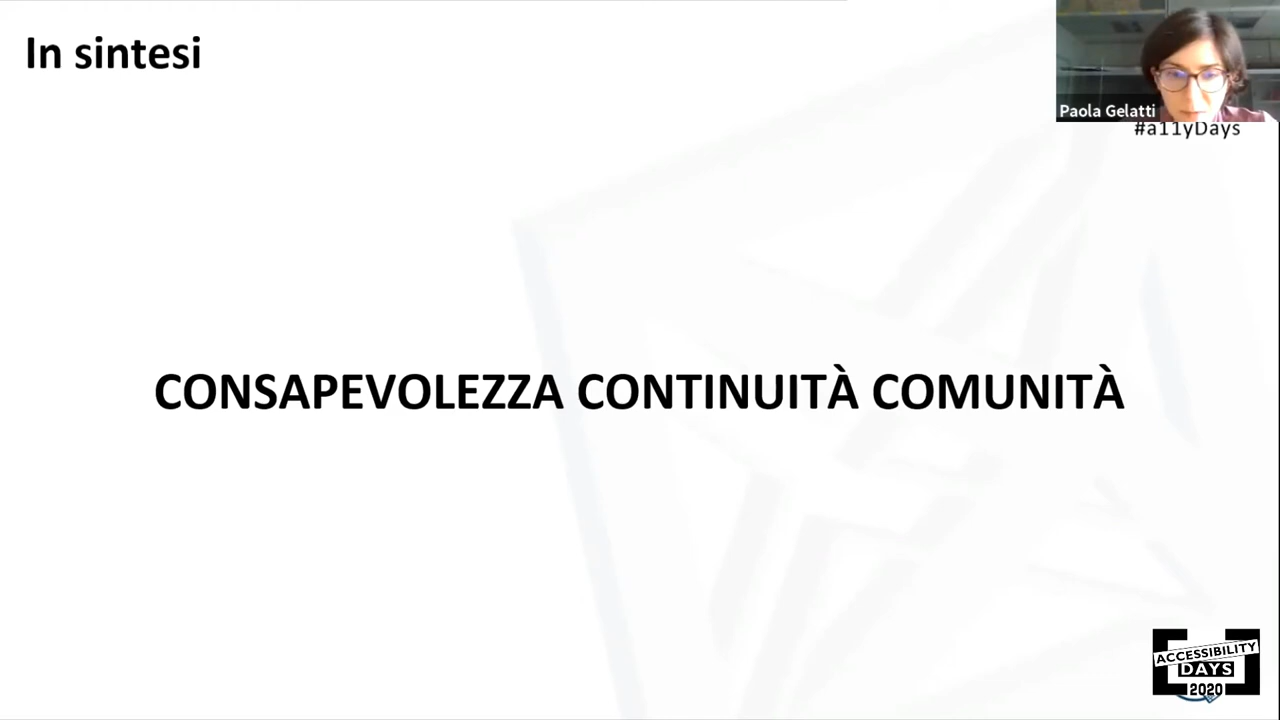 In sintesi
Paola Gelatti
#a11yDays
CONSAPEVOLEZZA CONTINUITÀ COMUNITÀ
ACCESSIBILITY
DAYS
2020